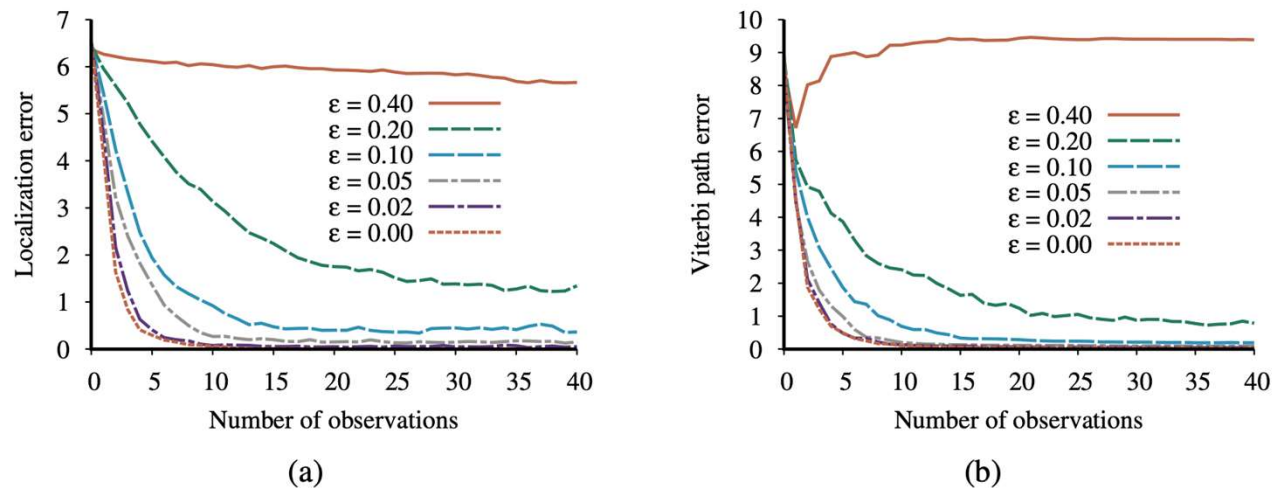 7
6
5
4
3
2
1
0
Localization error
ε = 0.40
ε = 0.20
ε = 0.10
ε = 0.05
ε = 0.02
ε = 0.00
0 5 10 15 20 25 30 35 40
Number of observations
(a)
10
9
8
7
6
5
4
3
2
1
0
Viterbi path error
ε = 0.40
ε = 0.20
ε = 0.10
ε = 0.05
ε = 0.02
ε = 0.00
0 5 10 15 20 25 30 35 40
Number of observations
(b)